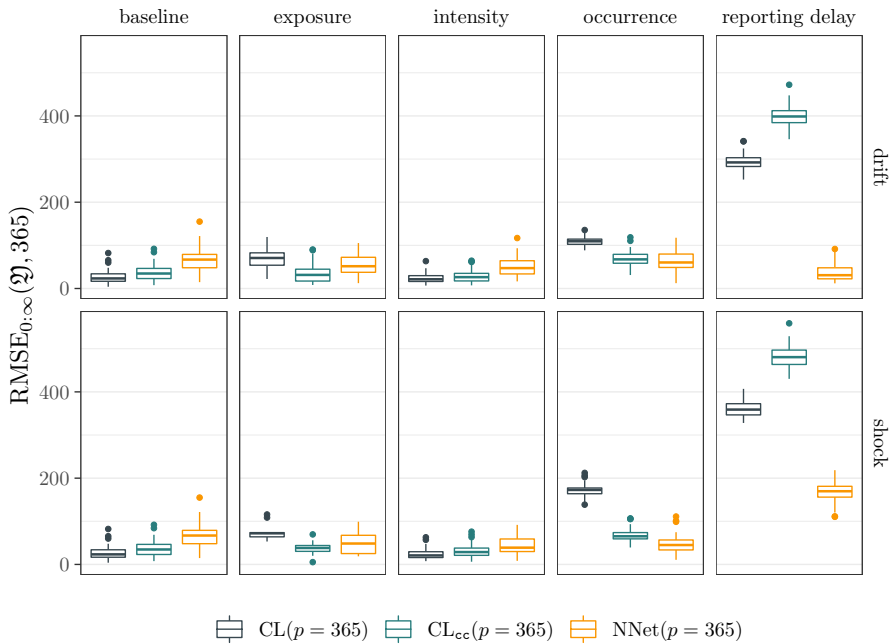 baseline exposure intensity occurrence reporting delay
RMSE₀:∞(𝔜, 365)
400
200
0
drift
400
200
0
shock
CL(p = 365) CL_cc(p = 365) NNet(p = 365)